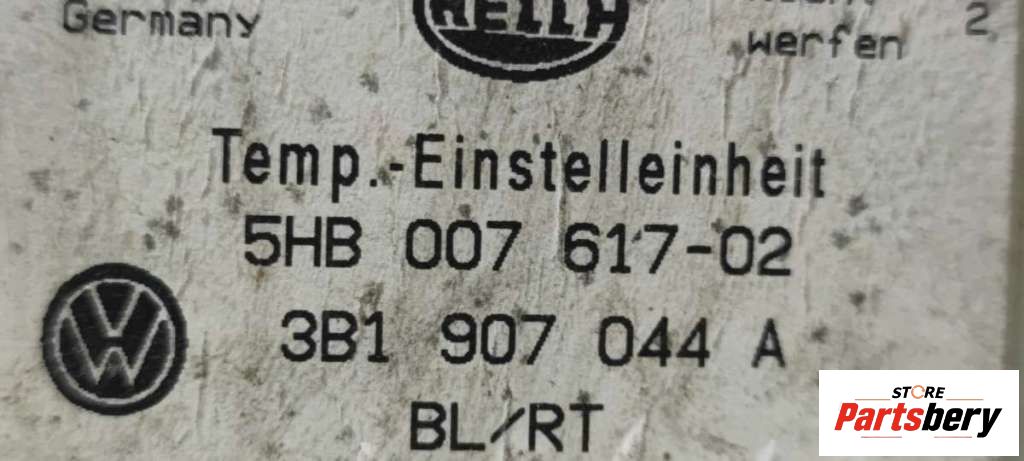 Germany
HELLA
werfen
2
Temp.-Einstelleinheit
5HB 007 617-02
3B1 907 044 A
BL/RT
STORE
Partsbery